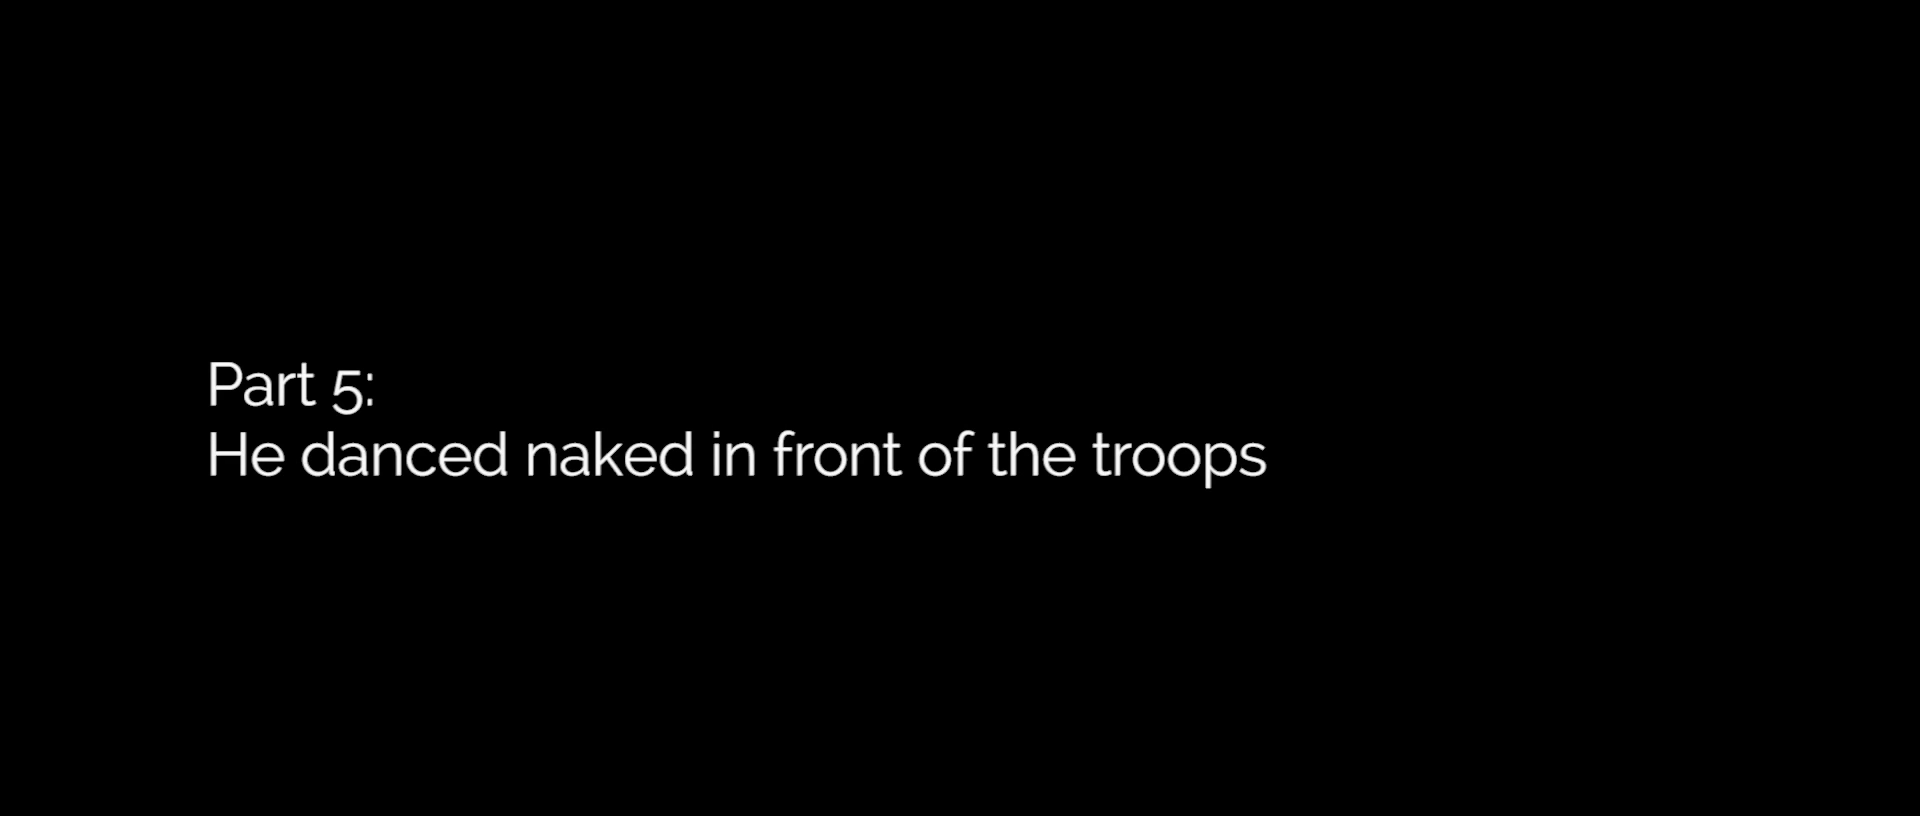 Part 5:
He danced naked in front of the troops